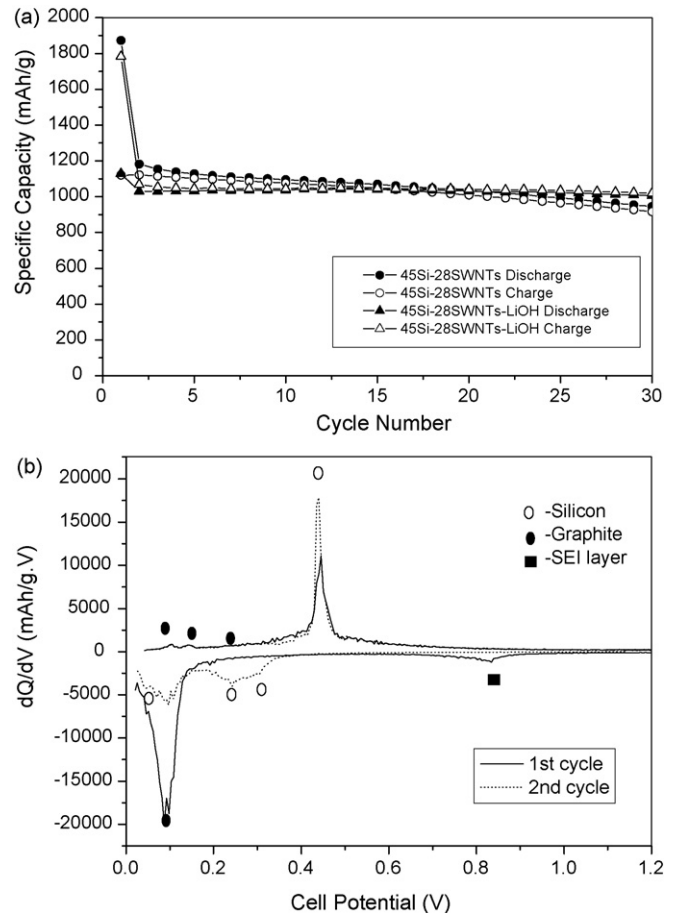 (a)
2000
1800
1600
1400
1200
1000
800
600
400
200
0
Specific Capacity (mAh/g)
45Si-28SWNTs Discharge
45Si-28SWNTs Charge
45Si-28SWNTs-LiOH Discharge
45Si-28SWNTs-LiOH Charge
0 5 10 15 20 25 30
Cycle Number
(b)
20000
15000
10000
5000
0
-5000
-10000
-15000
-20000
dQ/dV (mAh/g.V)
-Silicon
-Graphite
-SEI layer
1st cycle
2nd cycle
0.0 0.2 0.4 0.6 0.8 1.0 1.2
Cell Potential (V)